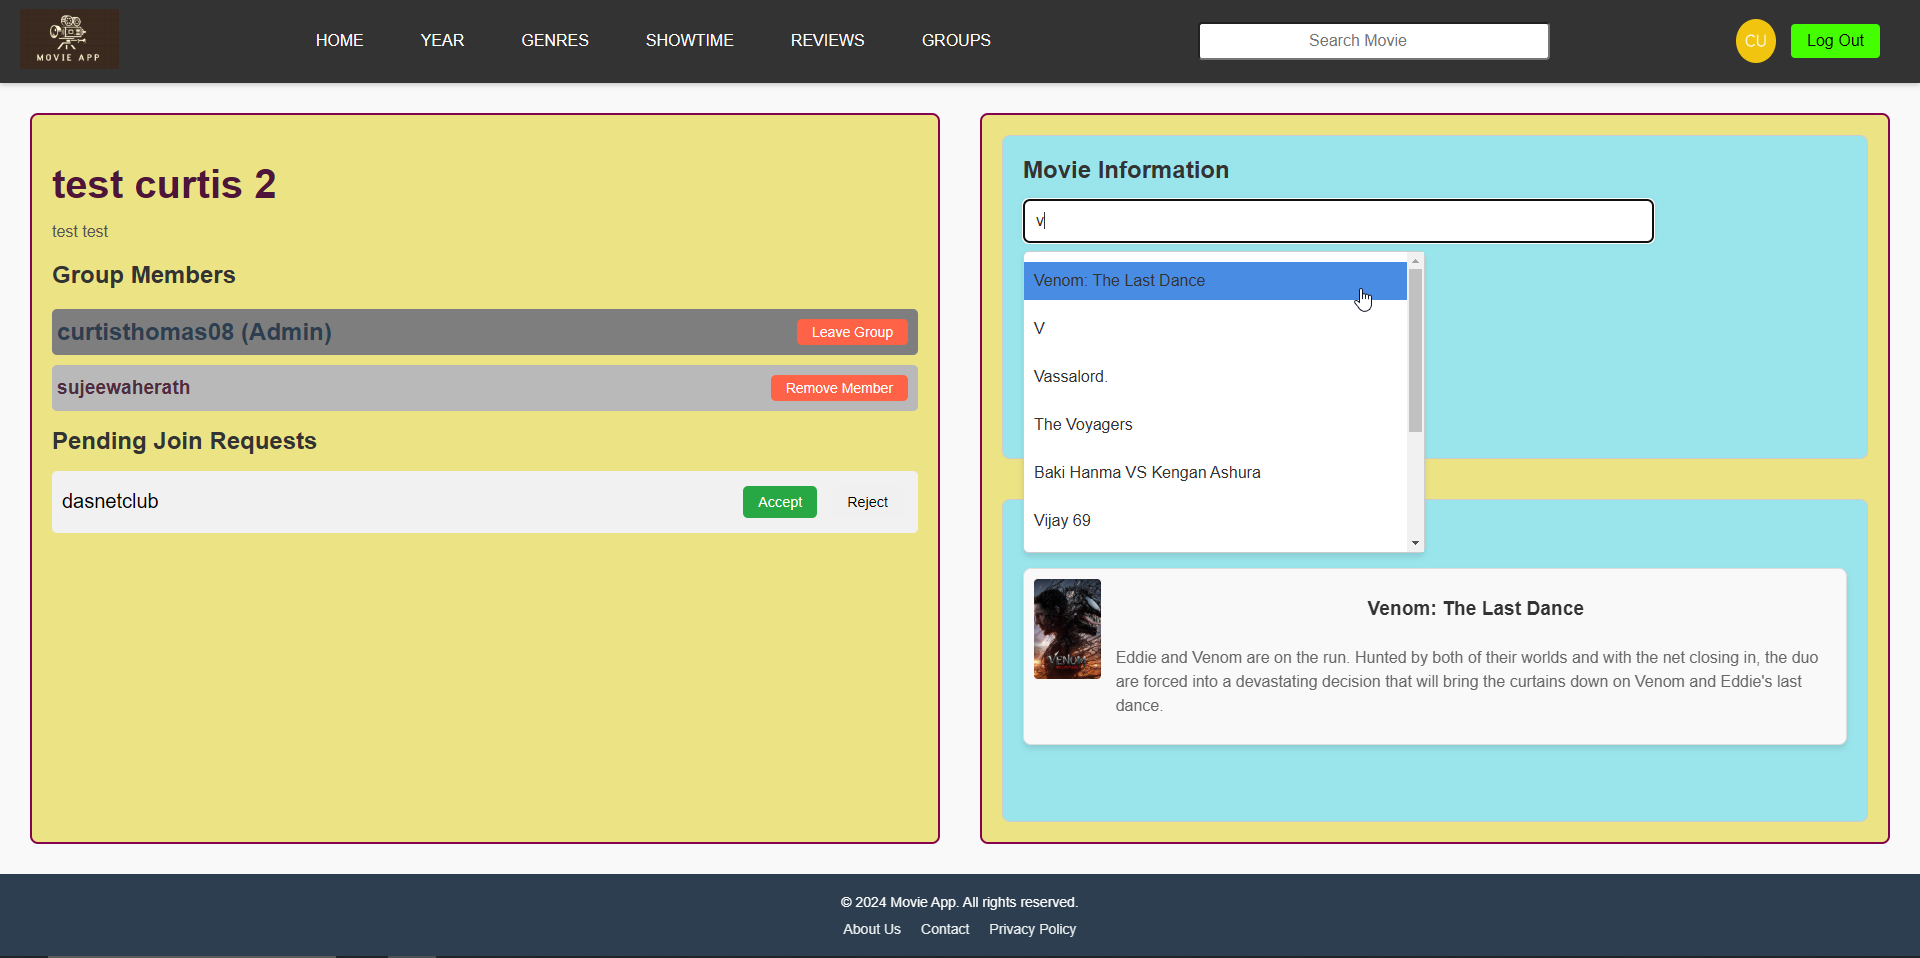 MOVIE APP
HOME
YEAR
GENRES
SHOWTIME
REVIEWS
GROUPS
Search Movie
CU
Log Out
test curtis 2
test test
Group Members
curtisthomas08 (Admin)
Leave Group
sujeewaherath
Remove Member
Pending Join Requests
dasnetclub
Accept
Reject
Movie Information
v
Venom: The Last Dance
V
Vassalord.
The Voyagers
Baki Hanma VS Kengan Ashura
Vijay 69
VENOM
Venom: The Last Dance
Eddie and Venom are on the run. Hunted by both of their worlds and with the net closing in, the duo
are forced into a devastating decision that will bring the curtains down on Venom and Eddie's last
dance.
© 2024 Movie App. All rights reserved.
About Us
Contact
Privacy Policy